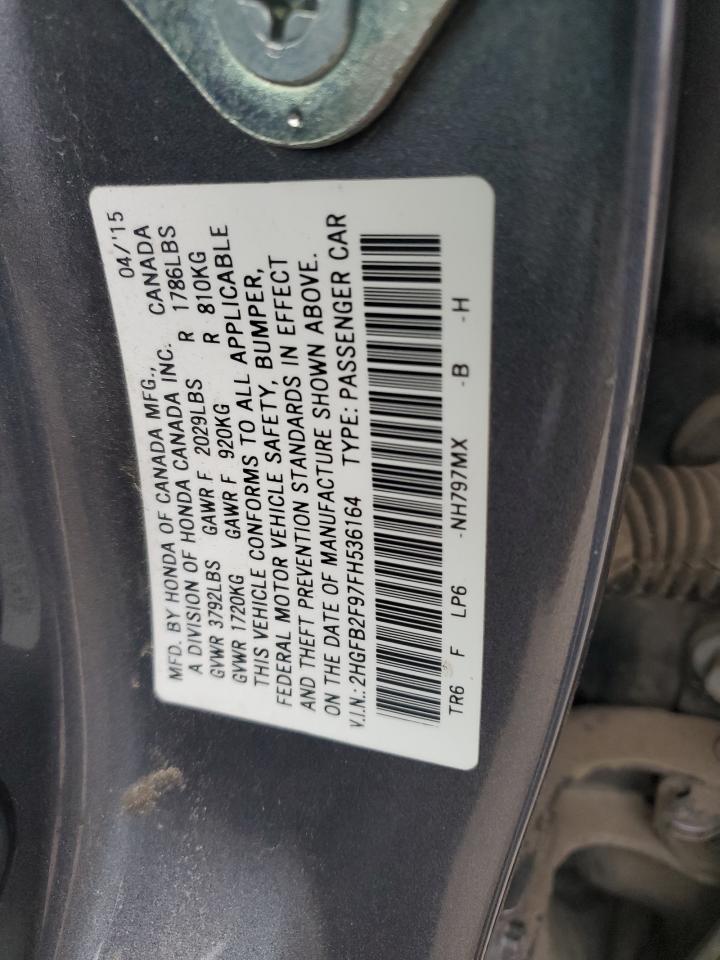 MFD. BY HONDA OF CANADA MFG., 04/'15
A DIVISION OF HONDA CANADA INC. CANADA
GVWR 3792LBS GAWR F 2029LBS R 1786LBS
GVWR 1720KG GAWR F 920KG R 810KG
THIS VEHICLE CONFORMS TO ALL APPLICABLE
FEDERAL MOTOR VEHICLE SAFETY, BUMPER,
AND THEFT PREVENTION STANDARDS IN EFFECT
ON THE DATE OF MANUFACTURE SHOWN ABOVE.
V.I.N.: 2HGFB2F97FH536164 TYPE: PASSENGER CAR
TR6 F LP6 -NH797MX -B -H